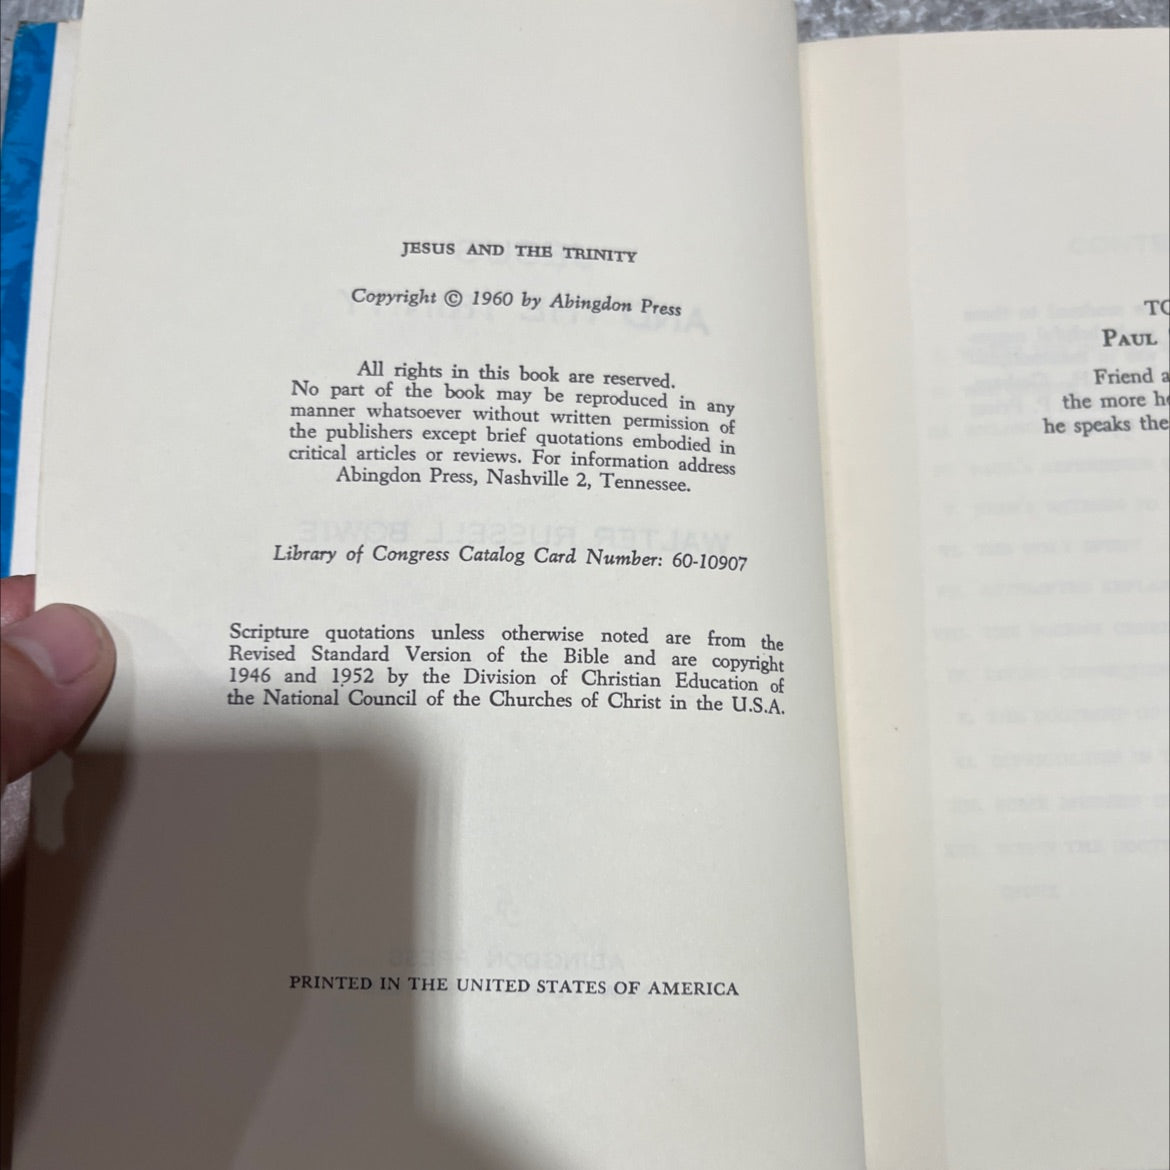 JESUS AND THE TRINITY
Copyright © 1960 by Abingdon Press
All rights in this book are reserved.
No part of the book may be reproduced in any
manner whatsoever without written permission of
the publishers except brief quotations embodied in
critical articles or reviews. For information address
Abingdon Press, Nashville 2, Tennessee.
Library of Congress Catalog Card Number: 60-10907
Scripture quotations unless otherwise noted are from the
Revised Standard Version of the Bible and are copyright
1946 and 1952 by the Division of Christian Education of
the National Council of the Churches of Christ in the U.S.A.
PRINTED IN THE UNITED STATES OF AMERICA
PAUL
Friend
the more
he speaks the